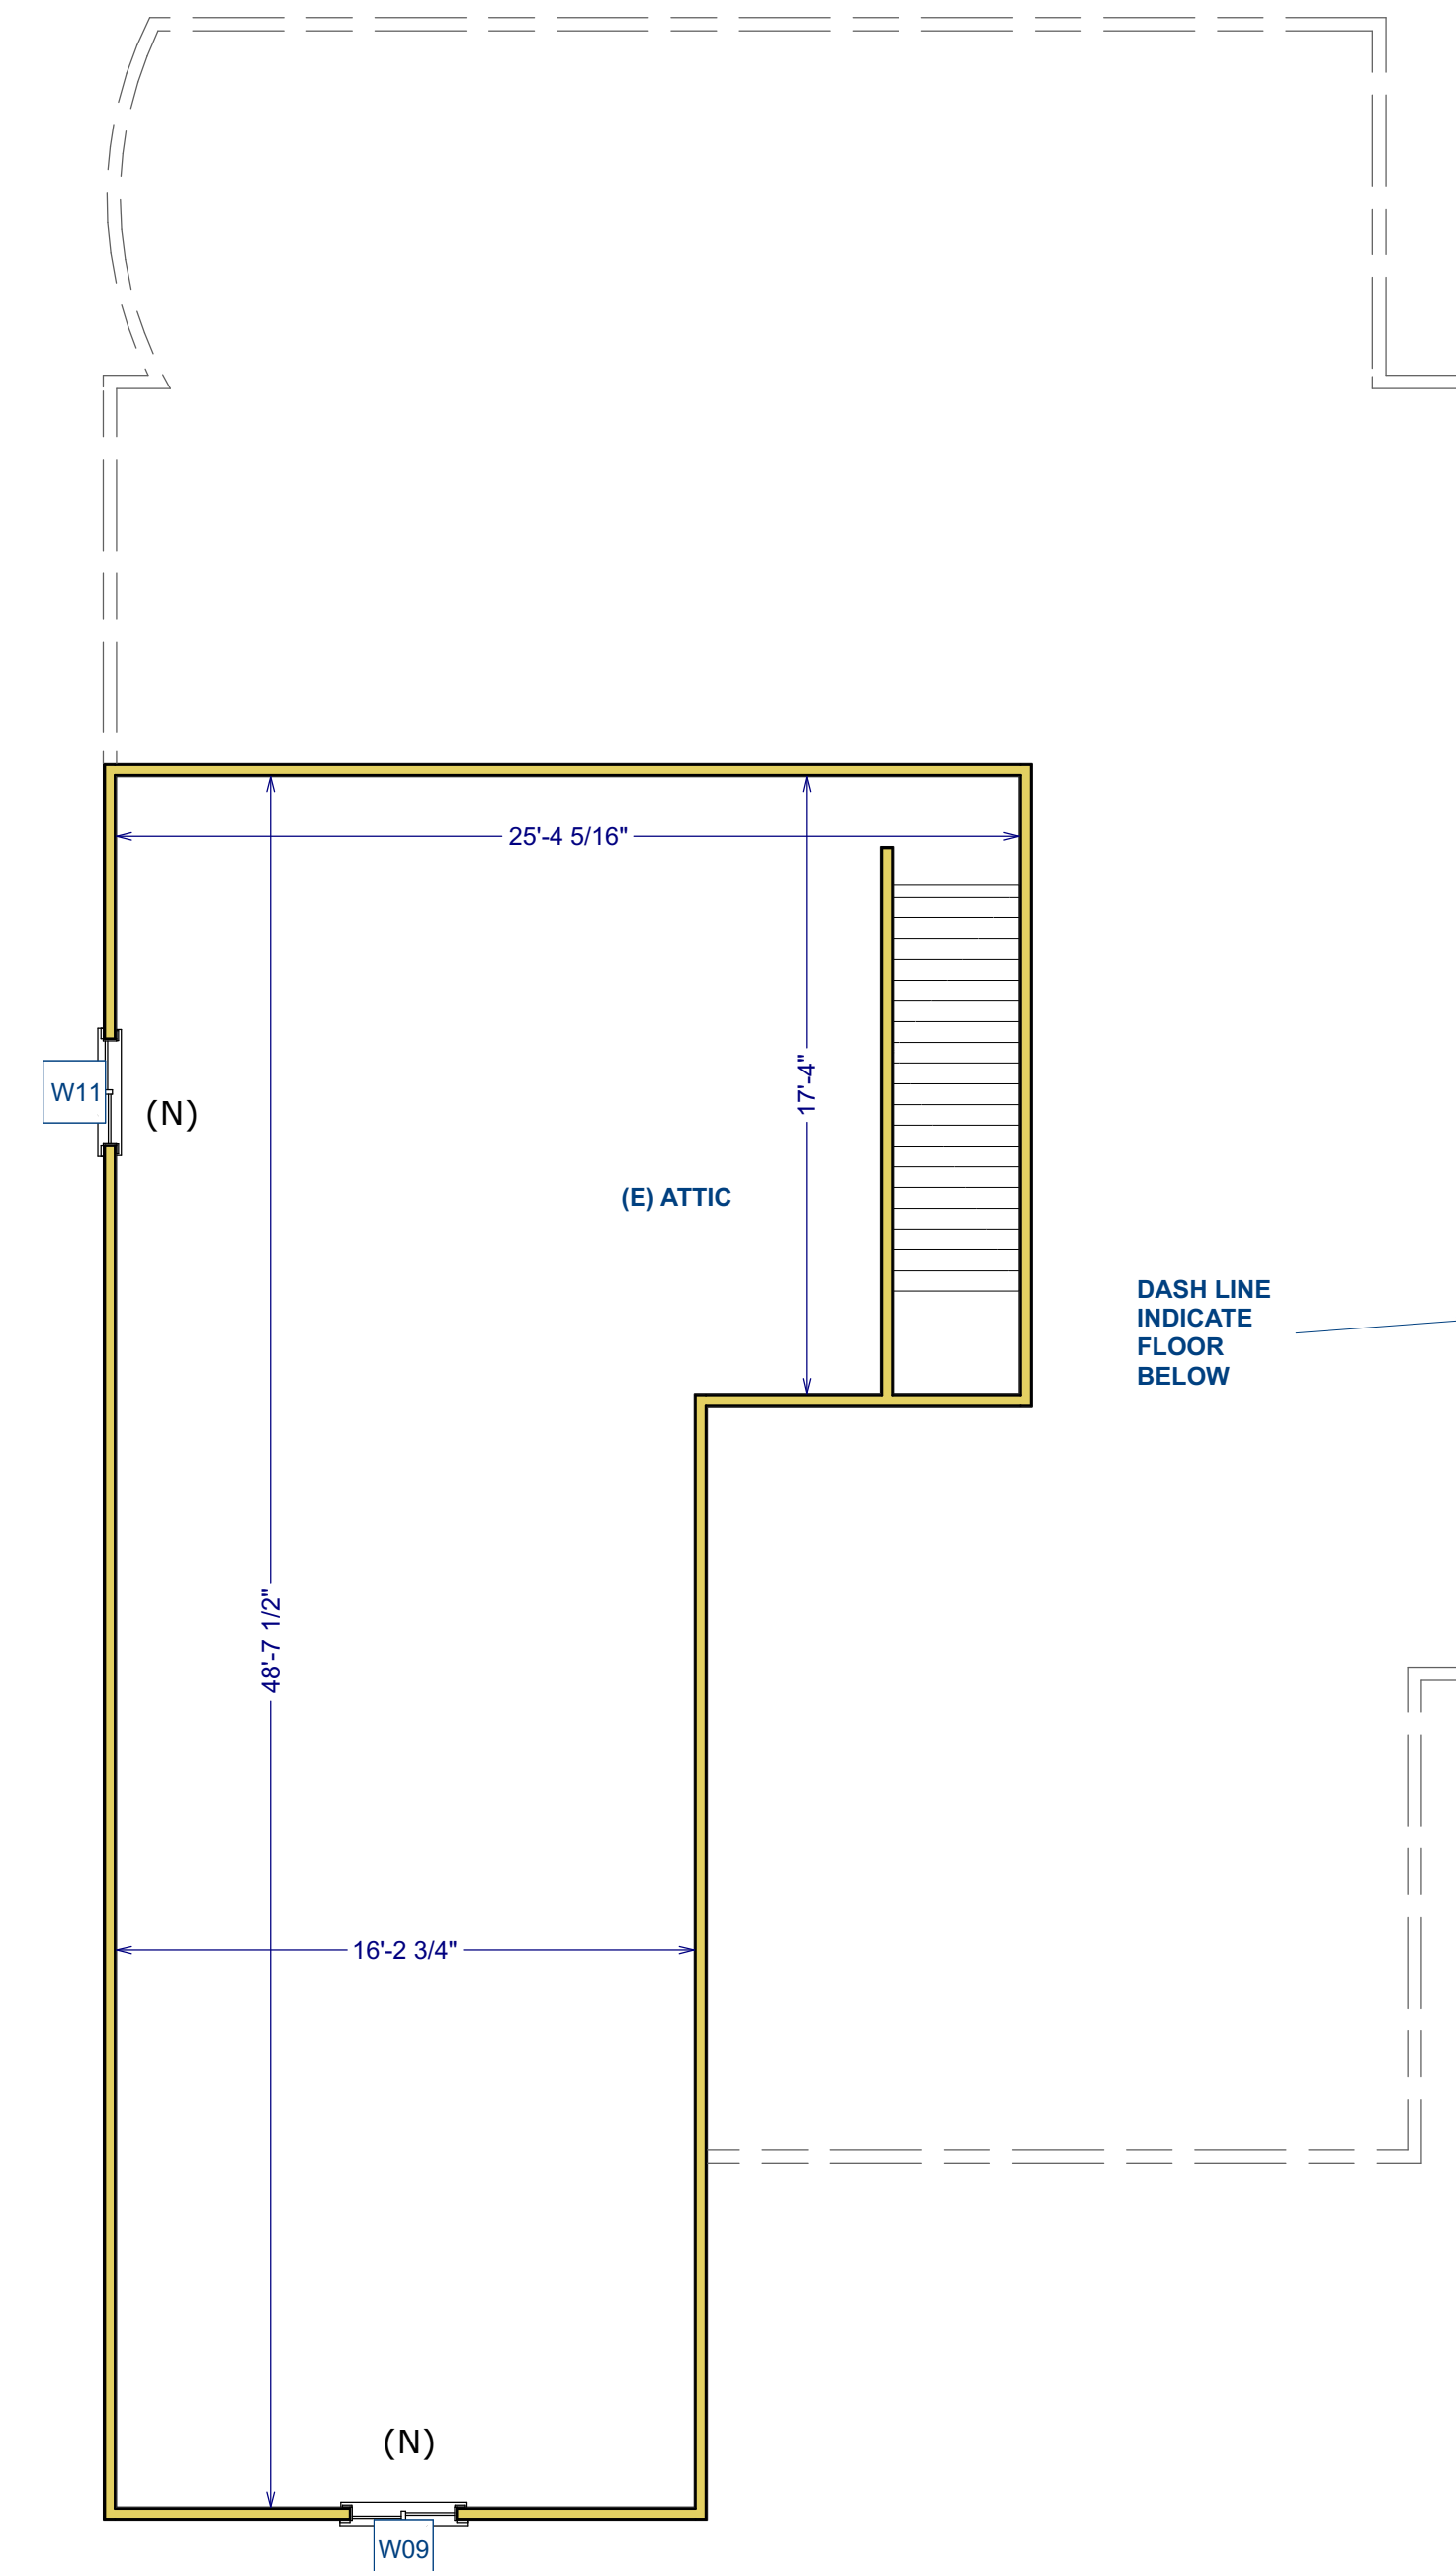 25'-4 5/16"
17'-4"
W11
(N)
(E) ATTIC
DASH LINE
INDICATE
FLOOR
BELOW
48'-7 1/2"
16'-2 3/4"
(N)
W09